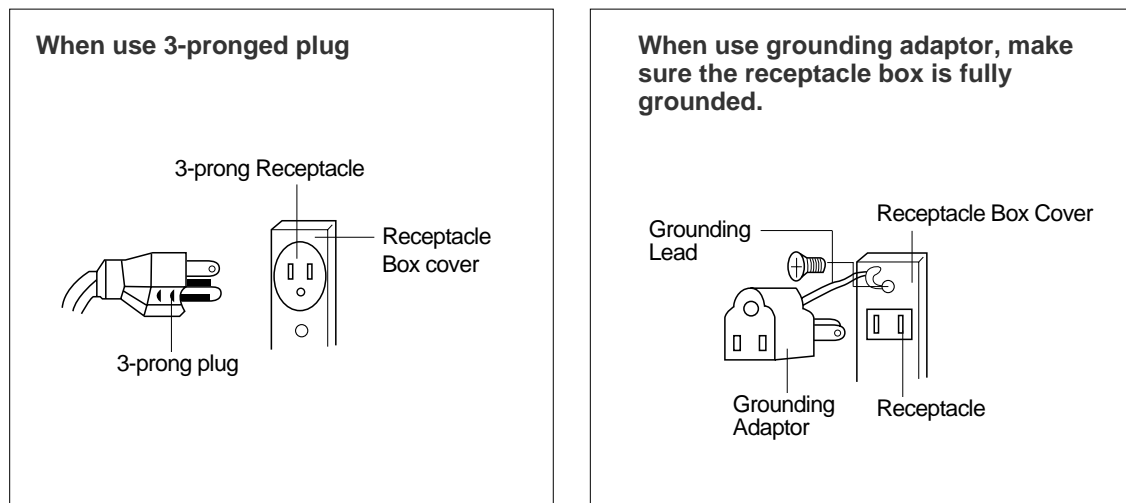 When use 3-pronged plug
3-prong Receptacle
Receptacle
Box cover
3-prong plug
When use grounding adaptor, make
sure the receptacle box is fully
grounded.
Receptacle Box Cover
Grounding
Lead
Grounding
Adaptor
Receptacle